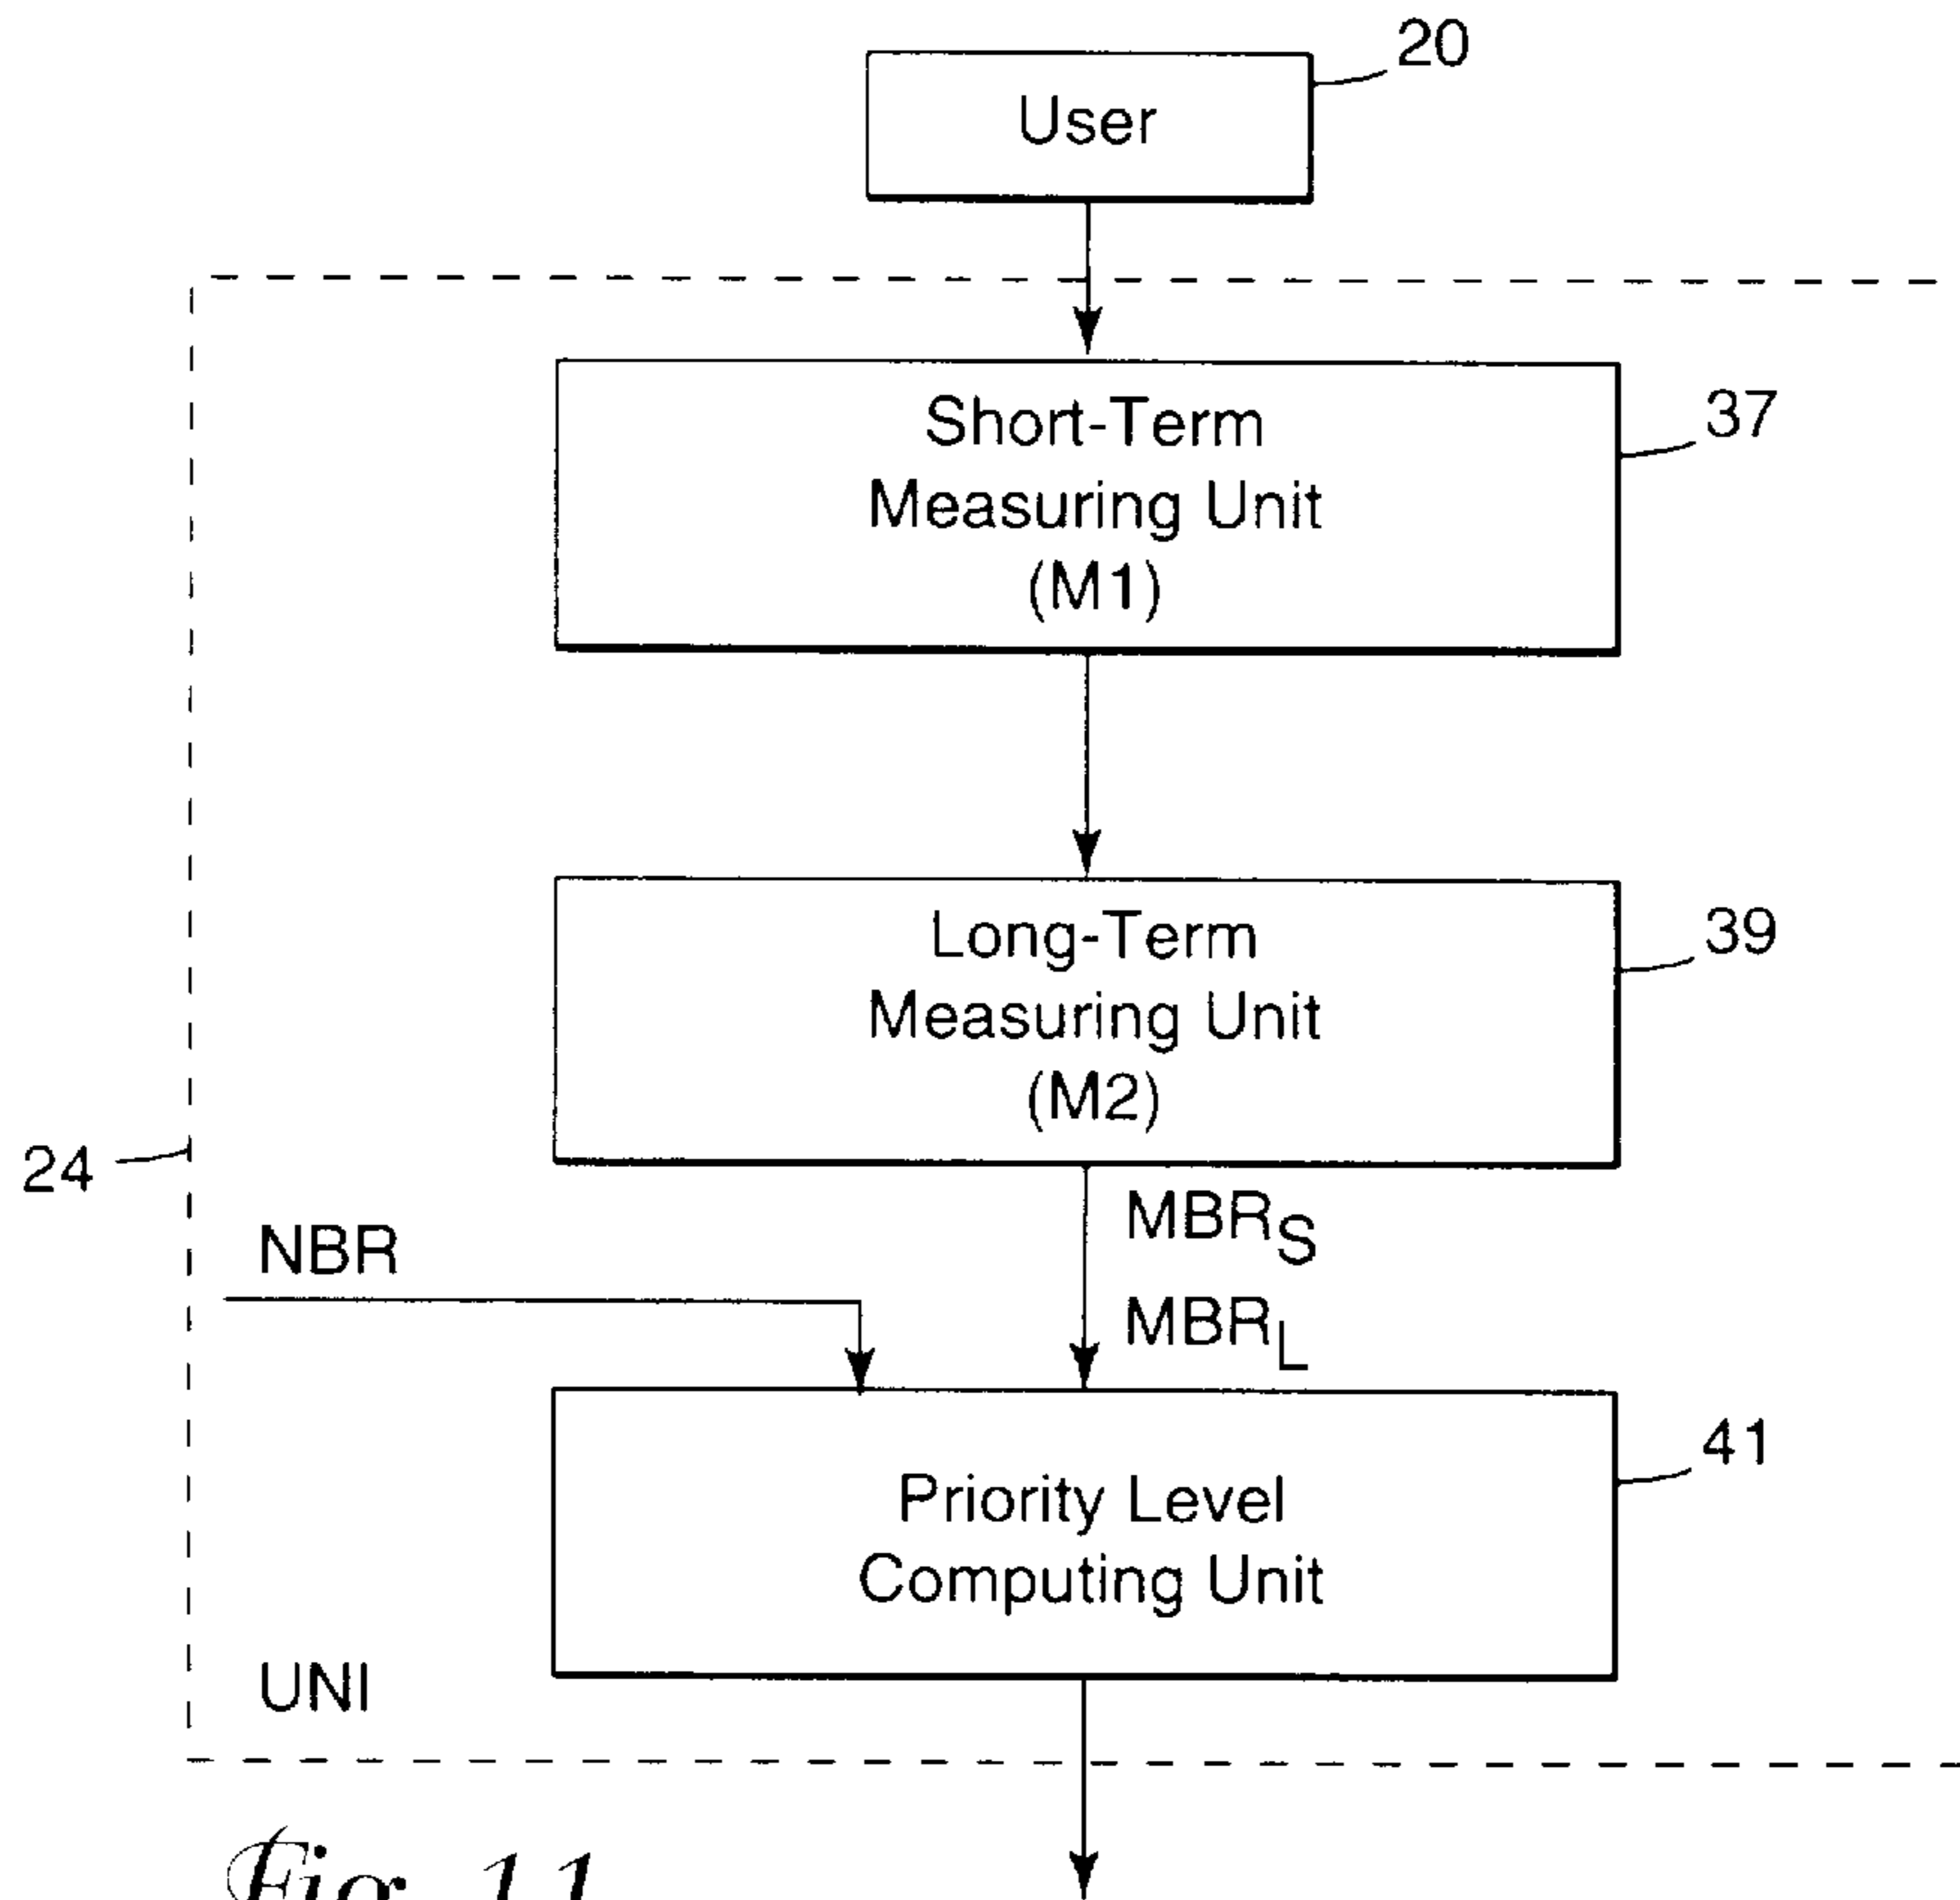 20
User
37
Short-Term
Measuring Unit
(M1)
39
Long-Term
Measuring Unit
(M2)
24
MBRS
NBR
MBRL
41
Priority Level
Computing Unit
UNI
Fig. 11